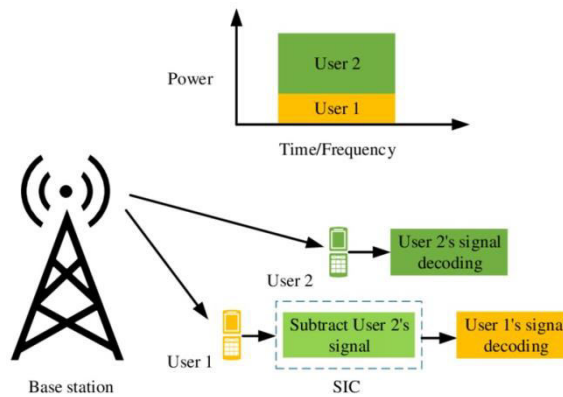 Power
User 2
User 1
Time/Frequency
User 2
User 2's signal
decoding
User 1
Subtract User 2's
signal
User 1's signal
decoding
Base station
SIC